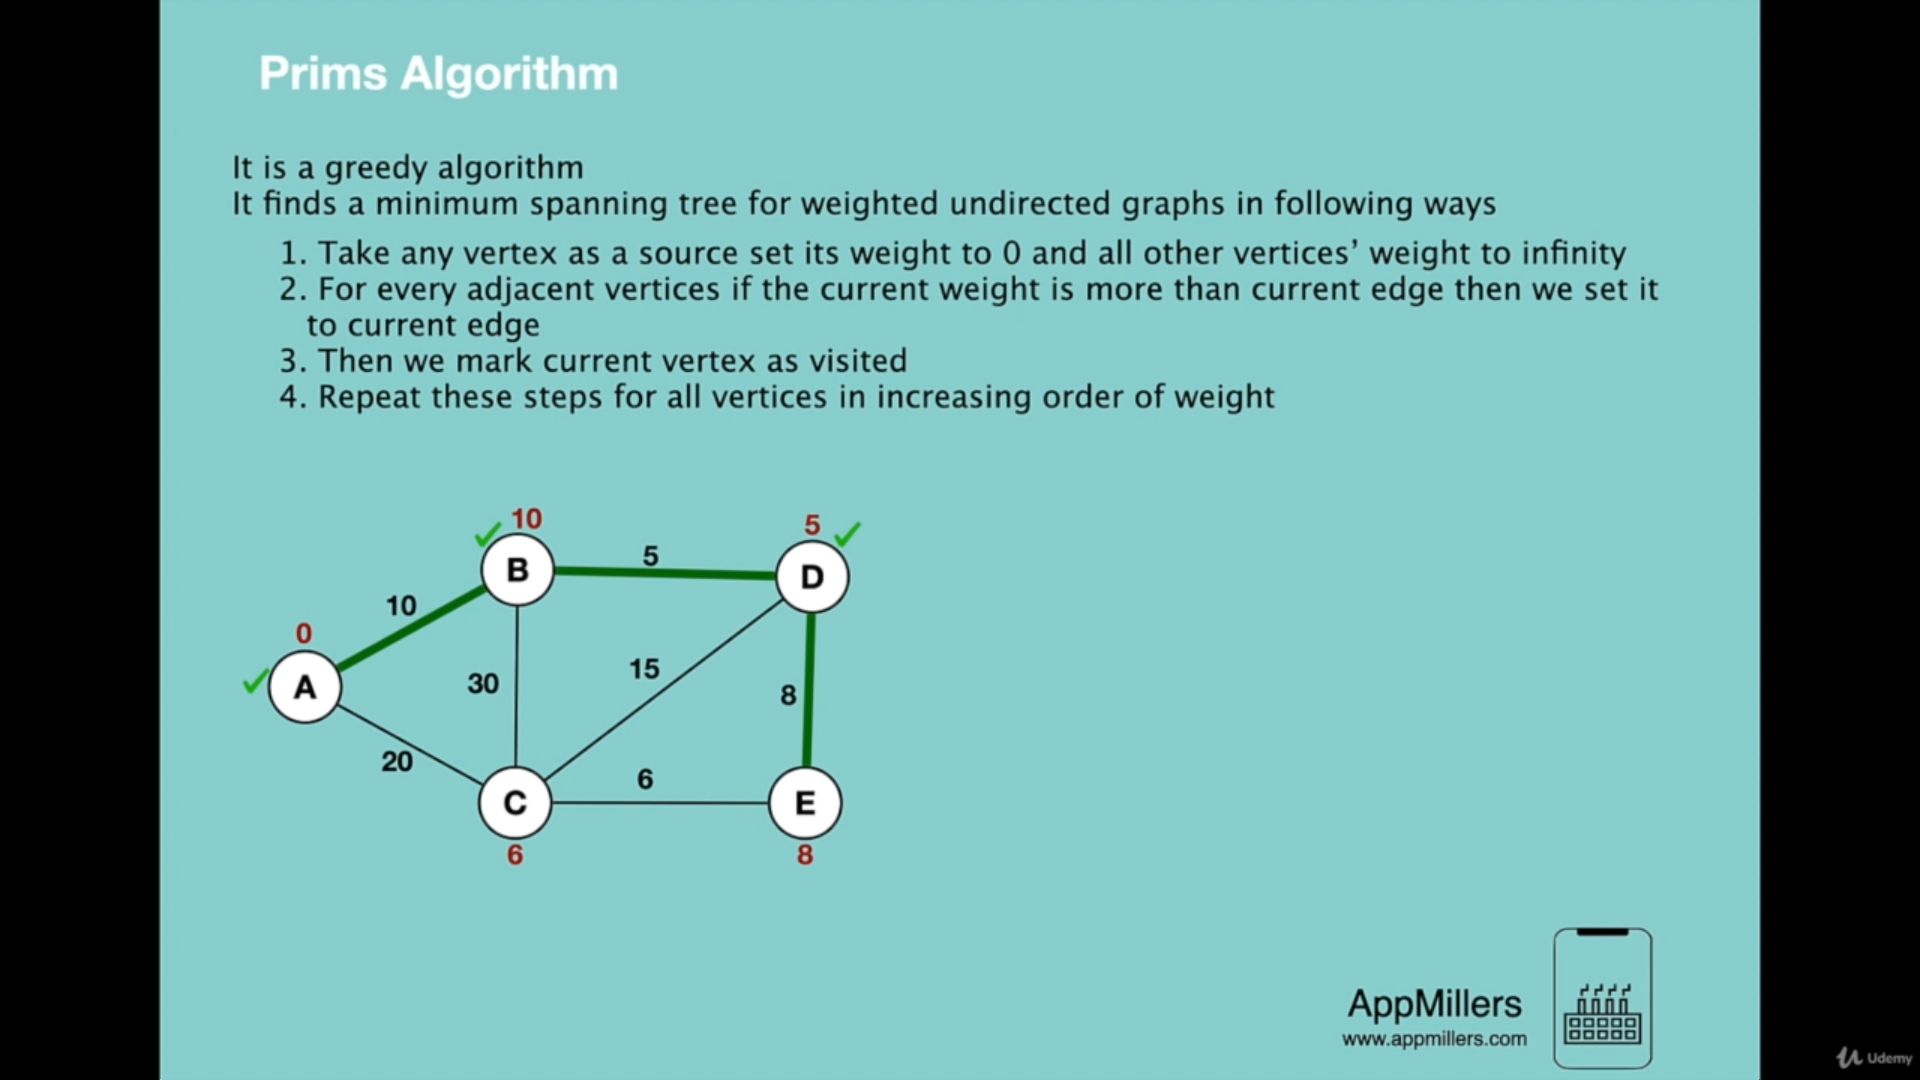 Prims Algorithm
It is a greedy algorithm
It finds a minimum spanning tree for weighted undirected graphs in following ways
1. Take any vertex as a source set its weight to 0 and all other vertices’ weight to infinity
2. For every adjacent vertices if the current weight is more than current edge then we set it
to current edge
3. Then we mark current vertex as visited
4. Repeat these steps for all vertices in increasing order of weight
10
5
B
5
D
10
0
A
30
15
8
20
6
C
E
6
8
AppMillers
www.appmillers.com
Udemy